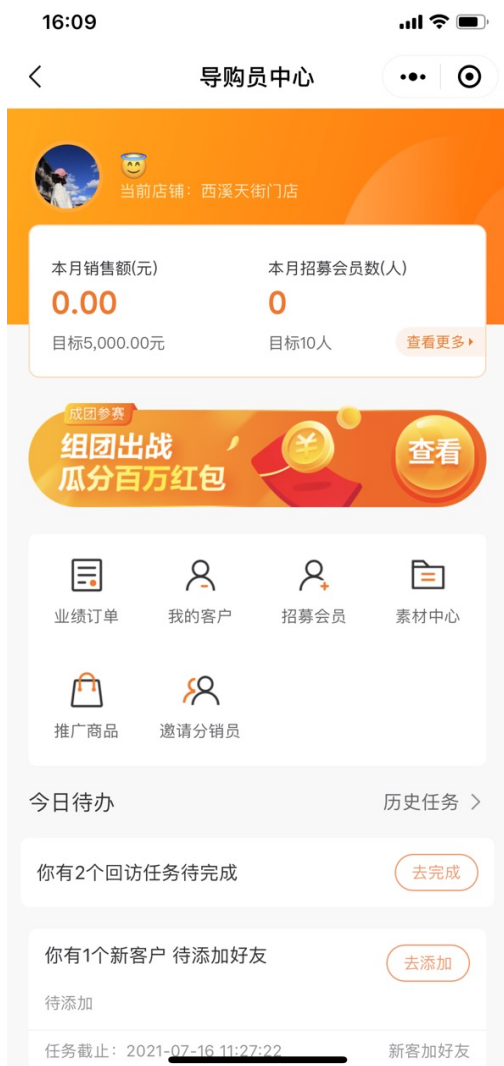 16:09
导购员中心
当前店铺：西溪天街门店
本月销售额(元)
本月招募会员数(人)
0.00
0
目标5,000.00元
目标10人
查看更多
成团参赛
组团出战
瓜分百万红包
查看
业绩订单
我的客户
招募会员
素材中心
推广商品
邀请分销员
今日待办
历史任务
你有2个回访任务待完成
去完成
你有1个新客户 待添加好友
去添加
待添加
任务截止：2021-07-16 11:27:22
新客加好友